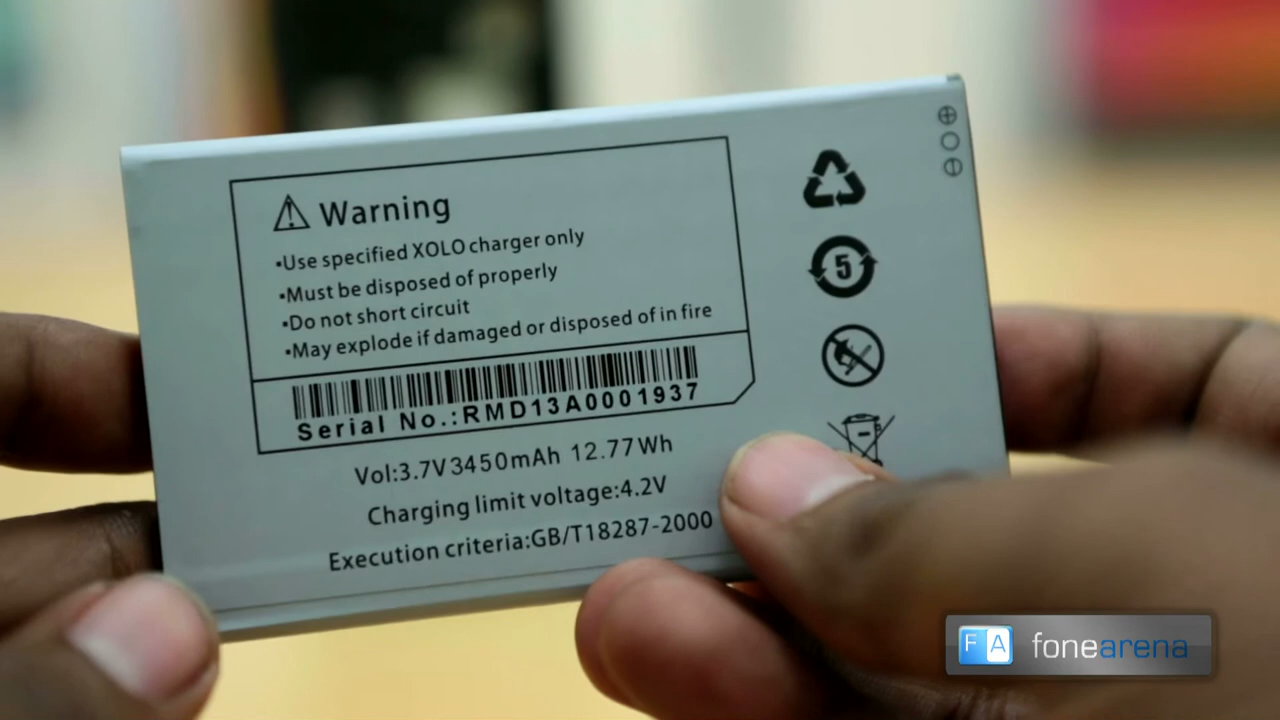 Warning
•Use specified XOLO charger only
•Must be disposed of properly
•Do not short circuit
•May explode if damaged or disposed of in fire
Serial No.:RMD13A0001937
Vol:3.7V3450mAh 12.77Wh
Charging limit voltage:4.2V
Execution criteria:GB/T18287-2000
5
FA fonearena